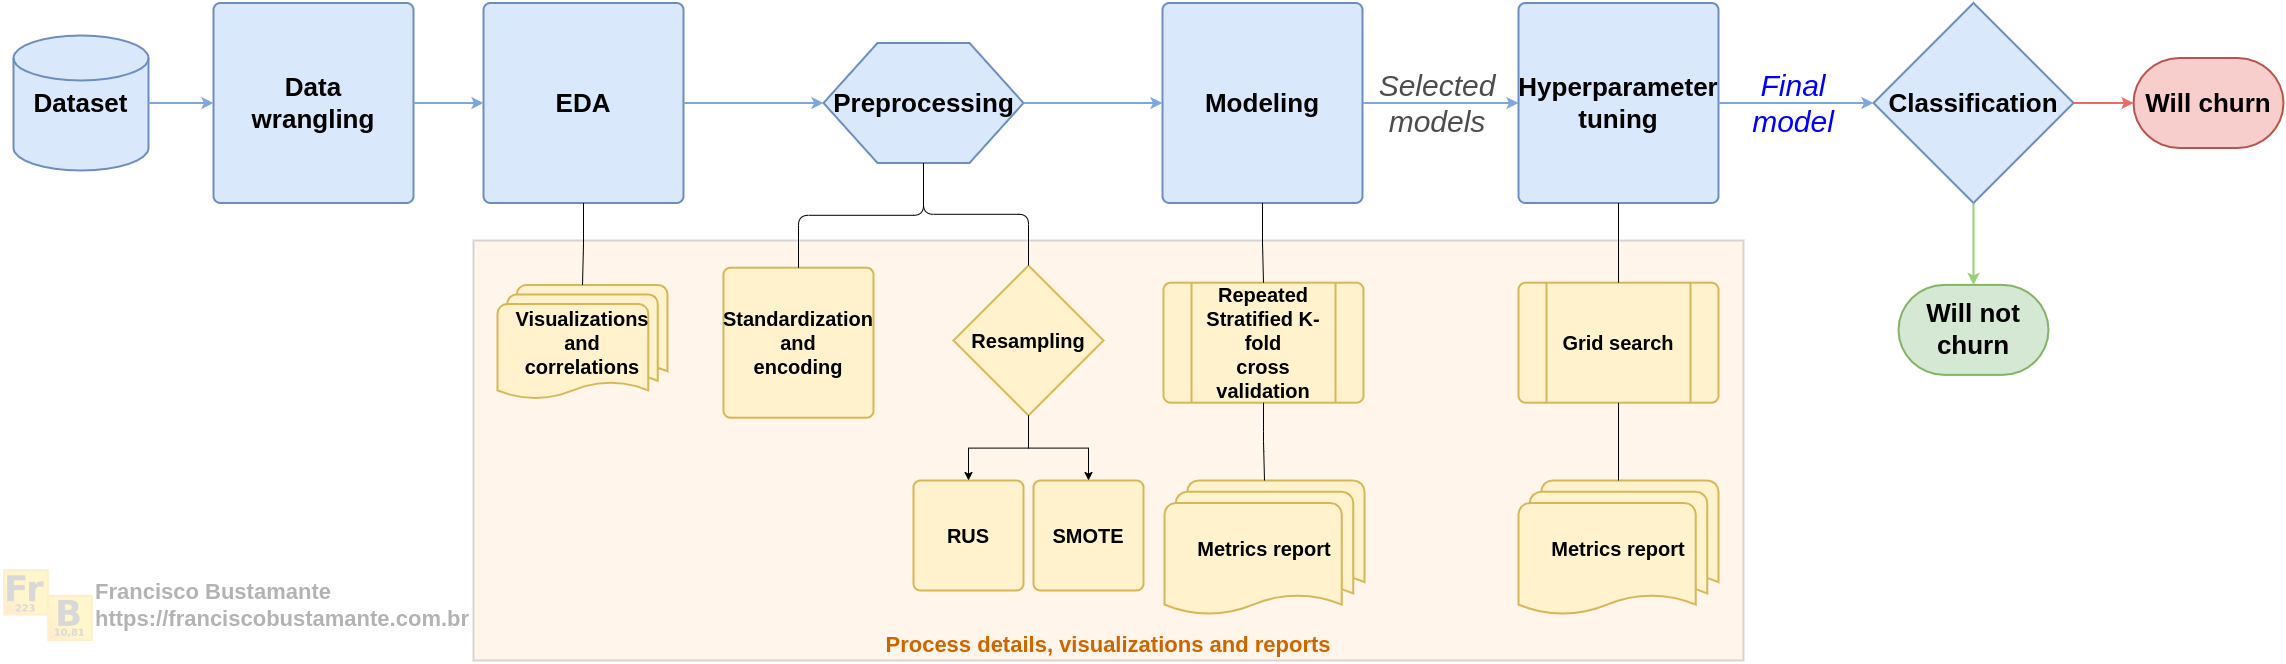 Dataset
Data
wrangling
EDA
Preprocessing
Modeling
Selected
models
Hyperparameter
tuning
Final
model
Classification
Will churn
Will not
churn
Visualizations
and
correlations
Standardization
and
encoding
Resampling
Repeated
Stratified K-
fold
cross
validation
Grid search
RUS
SMOTE
Metrics report
Metrics report
Process details, visualizations and reports
Fr
223
B
10,81
Francisco Bustamante
https://franciscobustamante.com.br